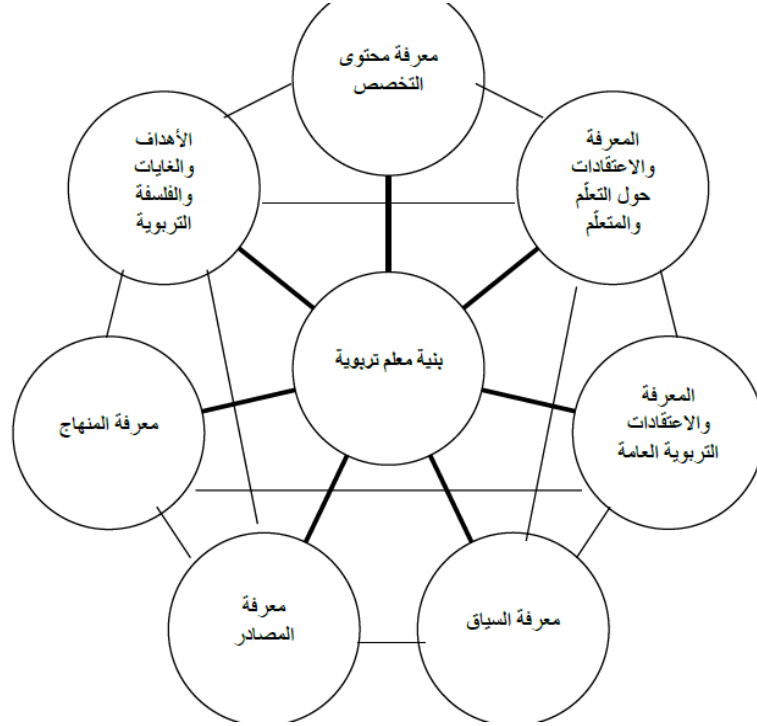 معرفة محتوى
التخصص
المعرفة
والاعتقادات
حول التعلّم
والمتعلّم
الأهداف
والغايات
والفلسفة
التربوية
بنية معلم تربوية
المعرفة
والاعتقادات
التربوية العامة
معرفة المنهاج
معرفة السياق
معرفة
المصادر